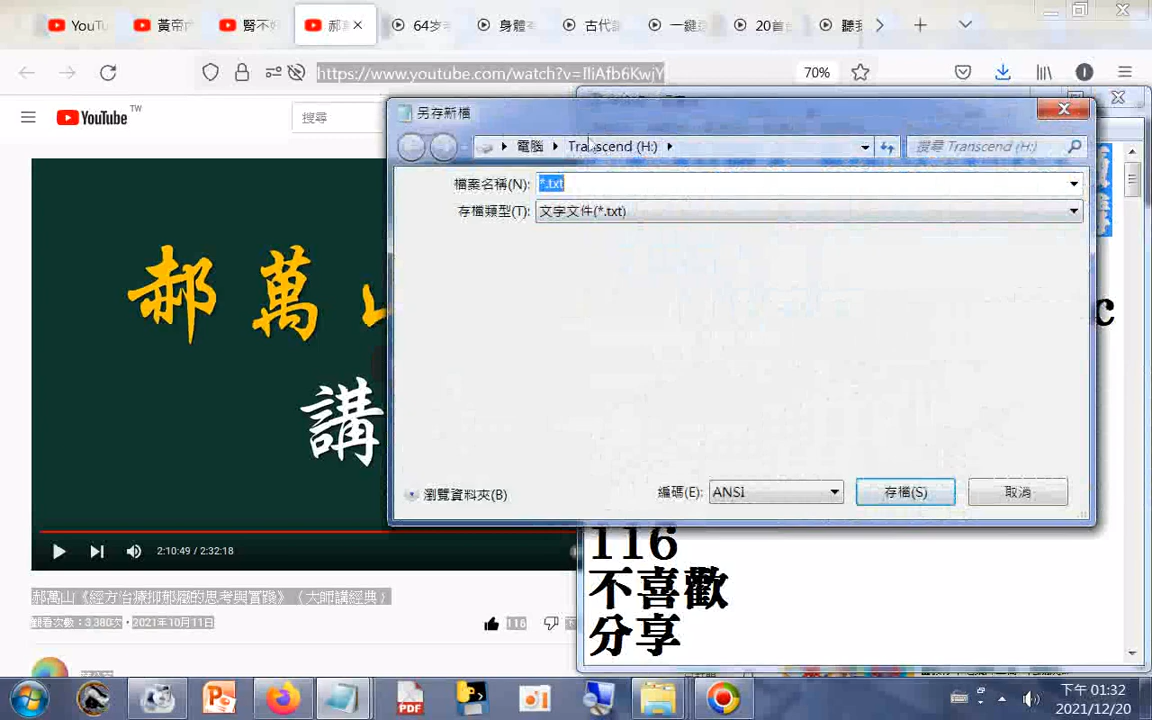 YouTu
黃帝
腎不
郝
64岁
身體
古代
一鍵
20首
聽
https://www.youtube.com/watch?v=IliAfb6KwjY
70%
YouTube TW
搜尋
另存新檔
電腦
Transcend (H:)
搜尋 Transcend (H:)
檔案名稱(N):
*.txt
存檔類型(T):
文字文件(*.txt)
郝萬山
講
c
瀏覽資料夾(B)
編碼(E):
ANSI
存檔(S)
取消
2:10:49 / 2:32:18
116
不喜歡
分享
郝萬山《經方治療抑郁症的思考與實踐》（大師講經典）
觀看次數：3,380次 • 2021年10月11日
116
PDF
下午 01:32
2021/12/20